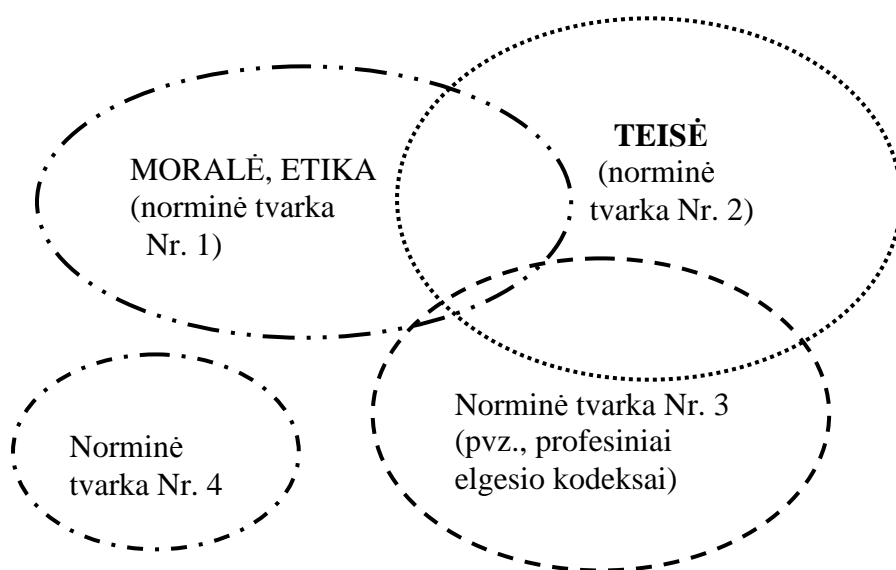 MORALĖ, ETIKA
(norminė tvarka
Nr. 1)
TEISĖ
(norminė
tvarka Nr. 2)
Norminė tvarka Nr. 3
(pvz., profesiniai
elgesio kodeksai)
Norminė
tvarka Nr. 4